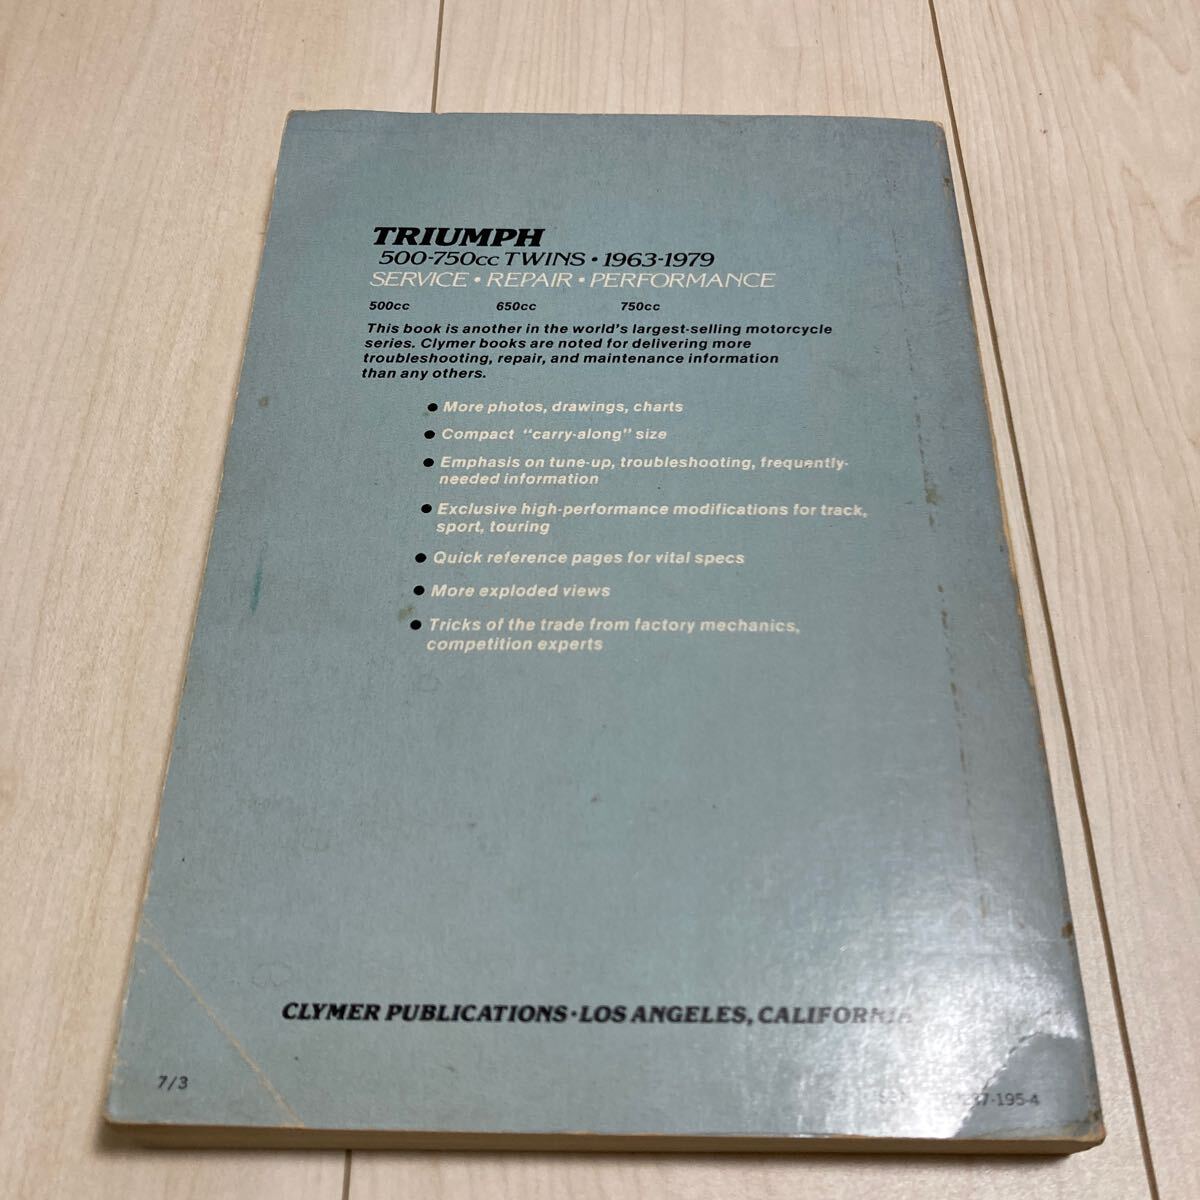 TRIUMPH
500-750cc TWINS • 1963-1979
SERVICE • REPAIR • PERFORMANCE
500cc 650cc 750cc
This book is another in the world's largest-selling motorcycle
series. Clymer books are noted for delivering more
troubleshooting, repair, and maintenance information
than any others.
● More photos, drawings, charts
● Compact "carry-along" size
● Emphasis on tune-up, troubleshooting, frequently-
needed information
● Exclusive high-performance modifications for track,
sport, touring
● Quick reference pages for vital specs
● More exploded views
● Tricks of the trade from factory mechanics,
competition experts
CLYMER PUBLICATIONS • LOS ANGELES, CALIFORNIA
7/3